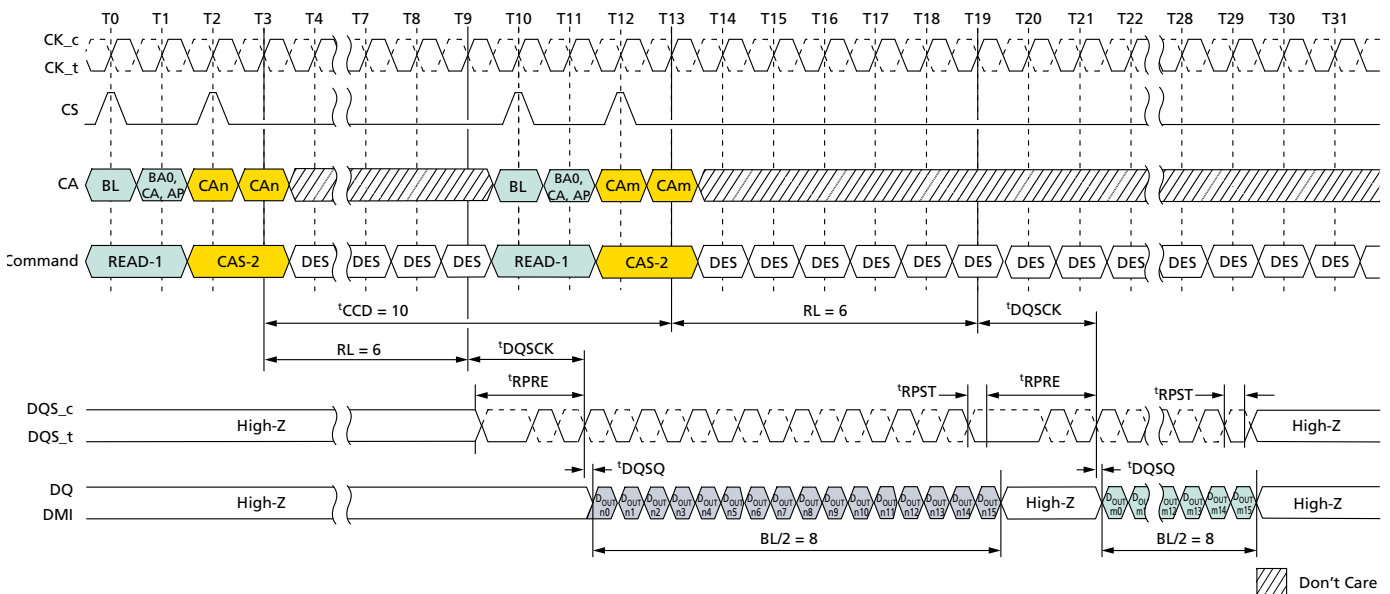 T0 T1 T2 T3 T4 T7 T8 T9 T10 T11 T12 T13 T14 T15 T16 T17 T18 T19 T20 T21 T22 T28 T29 T30 T31
CK_c
CK_t
CS
CA BL BA0, CA, AP CAn CAn BL BA0, CA, AP CAm CAm
Command READ-1 CAS-2 DES DES DES DES READ-1 CAS-2 DES DES DES DES DES DES DES DES DES DES DES DES DES
tCCD = 10 RL = 6 tDQSCK
RL = 6 tDQSCK
tRPRE tRPST tRPRE tRPST
DQS_c
DQS_t
High-Z High-Z
tDQSQ tDQSQ
DQ
DMI
High-Z DOUT n0 DOUT n1 DOUT n2 DOUT n3 DOUT n4 DOUT n5 DOUT n6 DOUT n7 DOUT n8 DOUT n9 DOUT n10 DOUT n11 DOUT n12 DOUT n13 DOUT n14 DOUT n15 High-Z DOUT m0 DOUT m1 DOUT m12 DOUT m13 DOUT m14 DOUT m15 High-Z
BL/2 = 8 BL/2 = 8
Don't Care